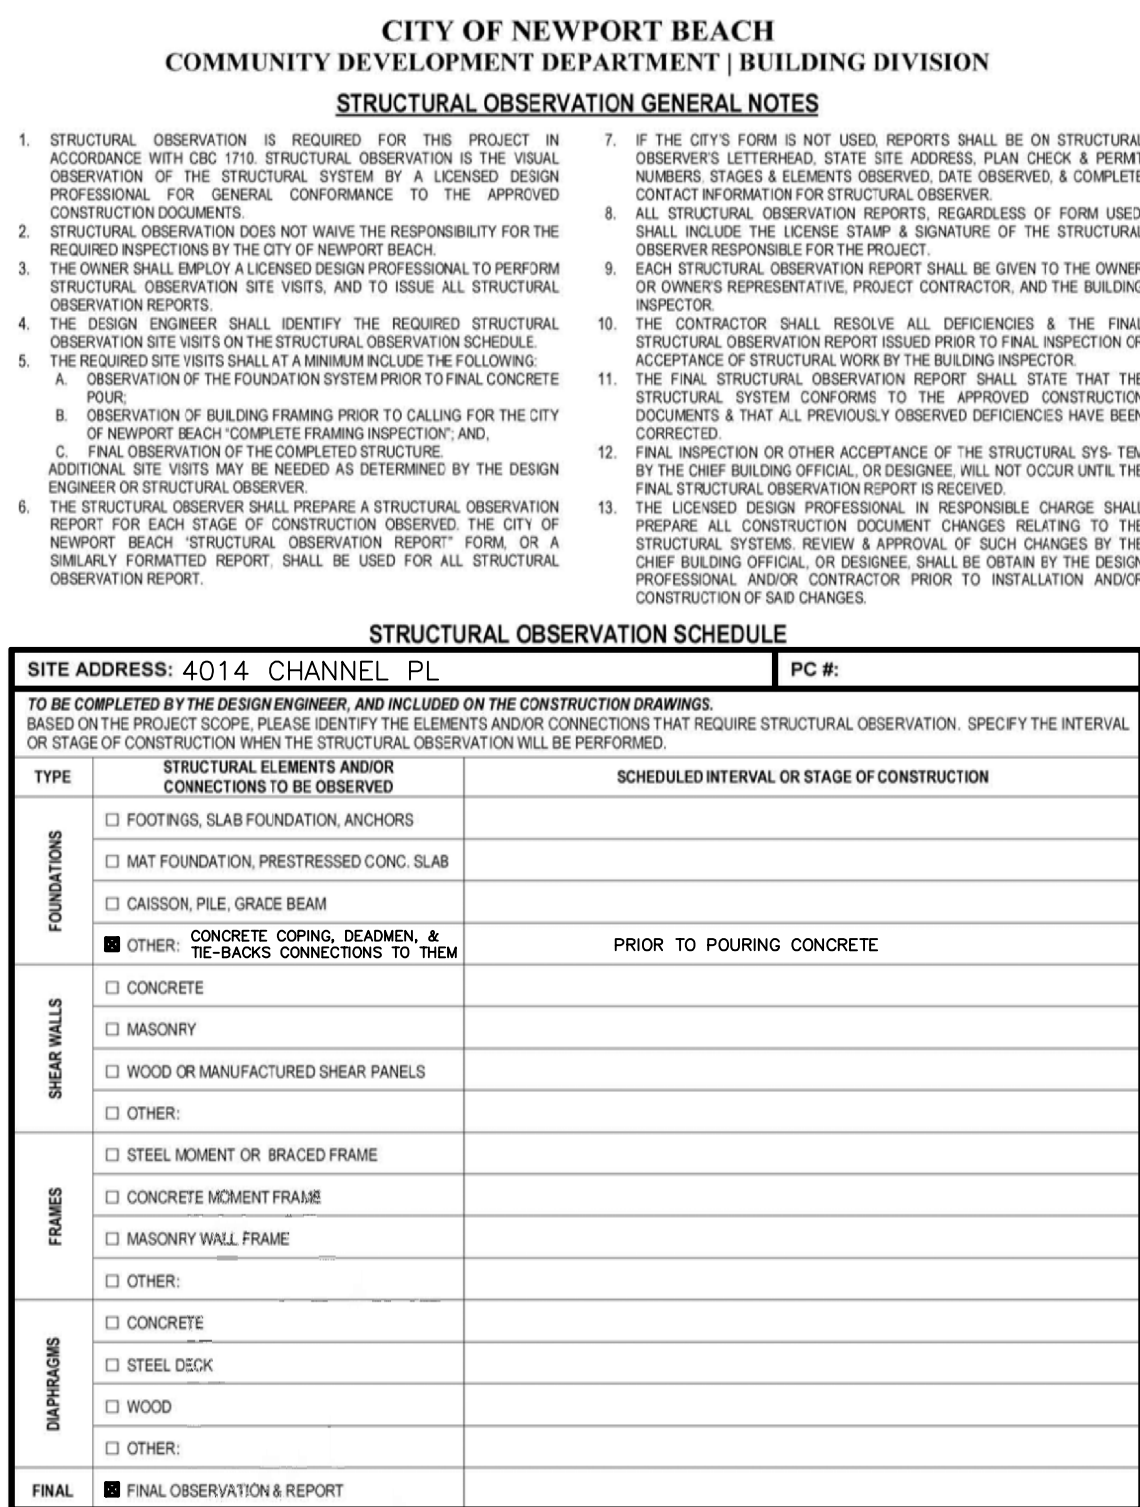 CITY OF NEWPORT BEACH
COMMUNITY DEVELOPMENT DEPARTMENT | BUILDING DIVISION
STRUCTURAL OBSERVATION GENERAL NOTES
1. STRUCTURAL OBSERVATION IS REQUIRED FOR THIS PROJECT IN
ACCORDANCE WITH CBC 1710. STRUCTURAL OBSERVATION IS THE VISUAL
OBSERVATION OF THE STRUCTURAL SYSTEM BY A LICENSED DESIGN
PROFESSIONAL FOR GENERAL CONFORMANCE TO THE APPROVED
CONSTRUCTION DOCUMENTS.
2. STRUCTURAL OBSERVATION DOES NOT WAIVE THE RESPONSIBILITY FOR THE
REQUIRED INSPECTIONS BY THE CITY OF NEWPORT BEACH.
3. THE OWNER SHALL EMPLOY A LICENSED DESIGN PROFESSIONAL TO PERFORM
STRUCTURAL OBSERVATION SITE VISITS, AND TO ISSUE ALL STRUCTURAL
OBSERVATION REPORTS.
4. THE DESIGN ENGINEER SHALL IDENTIFY THE REQUIRED STRUCTURAL
OBSERVATION SITE VISITS ON THE STRUCTURAL OBSERVATION SCHEDULE.
5. THE REQUIRED SITE VISITS SHALL AT A MINIMUM INCLUDE THE FOLLOWING:
A. OBSERVATION OF THE FOUNDATION SYSTEM PRIOR TO FINAL CONCRETE
POUR;
B. OBSERVATION OF BUILDING FRAMING PRIOR TO CALLING FOR THE CITY
OF NEWPORT BEACH "COMPLETE FRAMING INSPECTION"; AND,
C. FINAL OBSERVATION OF THE COMPLETED STRUCTURE.
ADDITIONAL SITE VISITS MAY BE NEEDED AS DETERMINED BY THE DESIGN
ENGINEER OR STRUCTURAL OBSERVER.
6. THE STRUCTURAL OBSERVER SHALL PREPARE A STRUCTURAL OBSERVATION
REPORT FOR EACH STAGE OF CONSTRUCTION OBSERVED. THE CITY OF
NEWPORT BEACH "STRUCTURAL OBSERVATION REPORT" FORM, OR A
SIMILARLY FORMATTED REPORT, SHALL BE USED FOR ALL STRUCTURAL
OBSERVATION REPORT.
7. IF THE CITY'S FORM IS NOT USED, REPORTS SHALL BE ON STRUCTURAL
OBSERVER'S LETTERHEAD, STATE SITE ADDRESS, PLAN CHECK & PERMIT
NUMBERS, STAGES & ELEMENTS OBSERVED, DATE OBSERVED, & COMPLETE
CONTACT INFORMATION FOR STRUCTURAL OBSERVER.
8. ALL STRUCTURAL OBSERVATION REPORTS, REGARDLESS OF FORM USED,
SHALL INCLUDE THE LICENSE STAMP & SIGNATURE OF THE STRUCTURAL
OBSERVER RESPONSIBLE FOR THE PROJECT.
9. EACH STRUCTURAL OBSERVATION REPORT SHALL BE GIVEN TO THE OWNER
OR OWNER'S REPRESENTATIVE, PROJECT CONTRACTOR, AND THE BUILDING
INSPECTOR.
10. THE CONTRACTOR SHALL RESOLVE ALL DEFICIENCIES & THE FINAL
STRUCTURAL OBSERVATION REPORT ISSUED PRIOR TO FINAL INSPECTION OR
ACCEPTANCE OF STRUCTURAL WORK BY THE BUILDING INSPECTOR.
11. THE FINAL STRUCTURAL OBSERVATION REPORT SHALL STATE THAT THE
STRUCTURAL SYSTEM CONFORMS TO THE APPROVED CONSTRUCTION
DOCUMENTS & THAT ALL PREVIOUSLY OBSERVED DEFICIENCIES HAVE BEEN
CORRECTED.
12. FINAL INSPECTION OR OTHER ACCEPTANCE OF THE STRUCTURAL SYS- TEM
BY THE CHIEF BUILDING OFFICIAL, OR DESIGNEE, WILL NOT OCCUR UNTIL THE
FINAL STRUCTURAL OBSERVATION REPORT IS RECEIVED.
13. THE LICENSED DESIGN PROFESSIONAL IN RESPONSIBLE CHARGE SHALL
PREPARE ALL CONSTRUCTION DOCUMENT CHANGES RELATING TO THE
STRUCTURAL SYSTEMS. REVIEW & APPROVAL OF SUCH CHANGES BY THE
CHIEF BUILDING OFFICIAL, OR DESIGNEE, SHALL BE OBTAIN BY THE DESIGN
PROFESSIONAL AND/OR CONTRACTOR PRIOR TO INSTALLATION AND/OR
CONSTRUCTION OF SAID CHANGES.
STRUCTURAL OBSERVATION SCHEDULE
SITE ADDRESS: 4014 CHANNEL PL PC #:
TO BE COMPLETED BY THE DESIGN ENGINEER, AND INCLUDED ON THE CONSTRUCTION DRAWINGS.
BASED ON THE PROJECT SCOPE, PLEASE IDENTIFY THE ELEMENTS AND/OR CONNECTIONS THAT REQUIRE STRUCTURAL OBSERVATION. SPECIFY THE INTERVAL
OR STAGE OF CONSTRUCTION WHEN THE STRUCTURAL OBSERVATION WILL BE PERFORMED.
TYPE
STRUCTURAL ELEMENTS AND/OR
CONNECTIONS TO BE OBSERVED
SCHEDULED INTERVAL OR STAGE OF CONSTRUCTION
FOUNDATIONS
☐ FOOTINGS, SLAB FOUNDATION, ANCHORS
☐ MAT FOUNDATION, PRESTRESSED CONC. SLAB
☐ CAISSON, PILE, GRADE BEAM
☒ OTHER: CONCRETE COPING, DEADMEN, &
TIE-BACKS CONNECTIONS TO THEM
PRIOR TO POURING CONCRETE
SHEAR WALLS
☐ CONCRETE
☐ MASONRY
☐ WOOD OR MANUFACTURED SHEAR PANELS
☐ OTHER:
FRAMES
☐ STEEL MOMENT OR BRACED FRAME
☐ CONCRETE MOMENT FRAME
☐ MASONRY WALL FRAME
☐ OTHER:
DIAPHRAGMS
☐ CONCRETE
☐ STEEL DECK
☐ WOOD
☐ OTHER:
FINAL
☒ FINAL OBSERVATION & REPORT